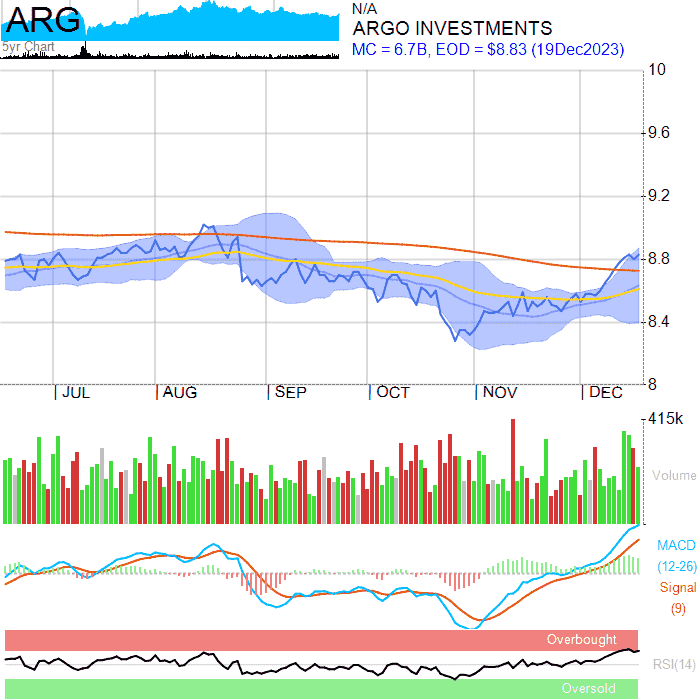 ARG
5yr Chart
N/A
ARGO INVESTMENTS
MC = 6.7B, EOD = $8.83 (19Dec2023)
10
9.6
9.2
8.8
8.4
8
JUL AUG SEP OCT NOV DEC
415k
Volume
MACD
(12-26)
Signal
(9)
Overbought
RSI(14)
Oversold